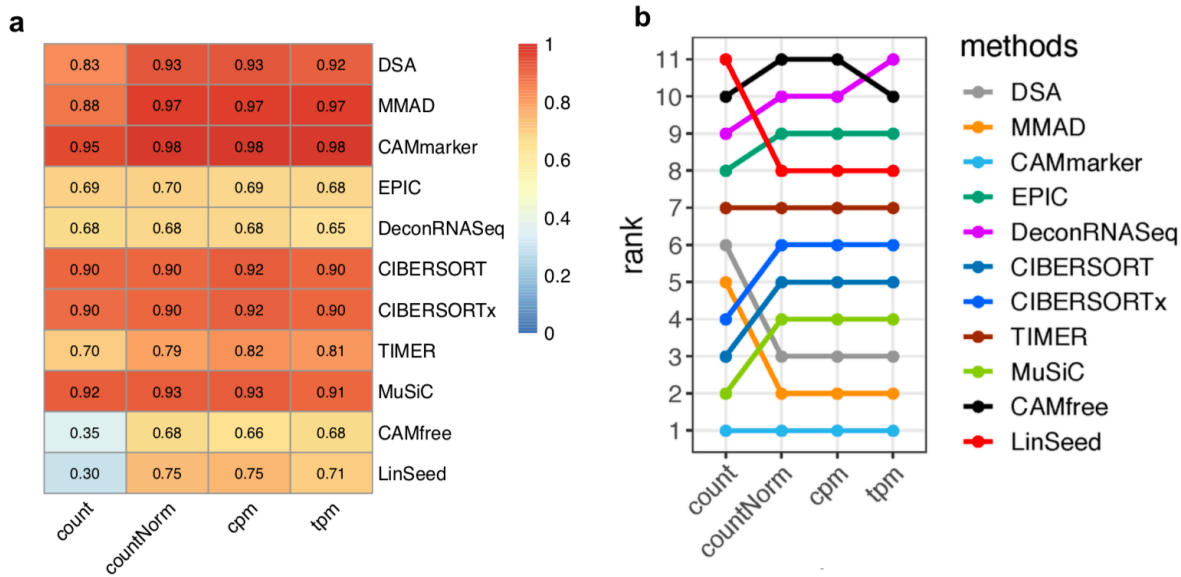 a
0.83 0.93 0.93 0.92 DSA
0.88 0.97 0.97 0.97 MMAD
0.95 0.98 0.98 0.98 CAMmarker
0.69 0.70 0.69 0.68 EPIC
0.68 0.68 0.68 0.65 DeconRNASeq
0.90 0.90 0.92 0.90 CIBERSORT
0.90 0.90 0.92 0.90 CIBERSORTx
0.70 0.79 0.82 0.81 TIMER
0.92 0.93 0.93 0.91 MuSiC
0.35 0.68 0.66 0.68 CAMfree
0.30 0.75 0.75 0.71 LinSeed
count countNorm cpm tpm
1
0.8
0.6
0.4
0.2
0
b
rank
11
10
9
8
7
6
5
4
3
2
1
count countNorm cpm tpm
methods
DSA
MMAD
CAMmarker
EPIC
DeconRNASeq
CIBERSORT
CIBERSORTx
TIMER
MuSiC
CAMfree
LinSeed